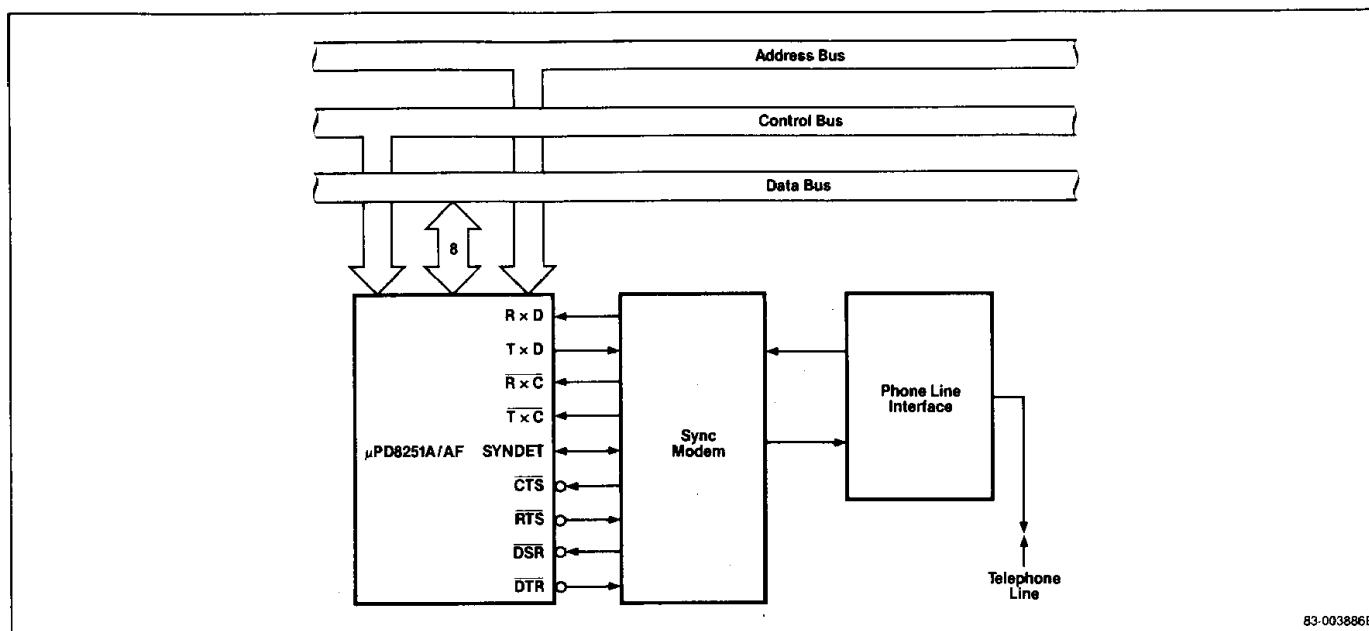 Address Bus
Control Bus
Data Bus
8
R × D
T × D
R × C
T × C
μPD8251A/AF
SYNDET
CTS
RTS
DSR
DTR
Sync
Modem
Phone Line
Interface
Telephone
Line